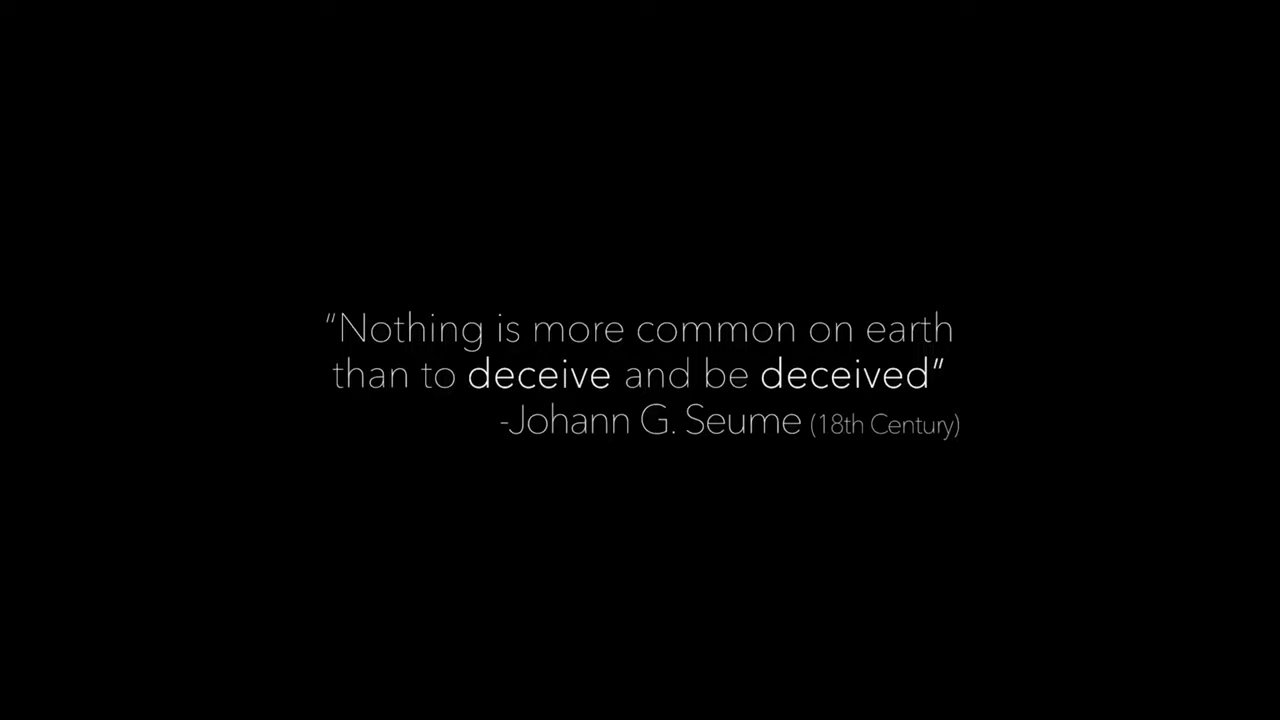 “Nothing is more common on earth
than to deceive and be deceived”
-Johann G. Seume (18th Century)